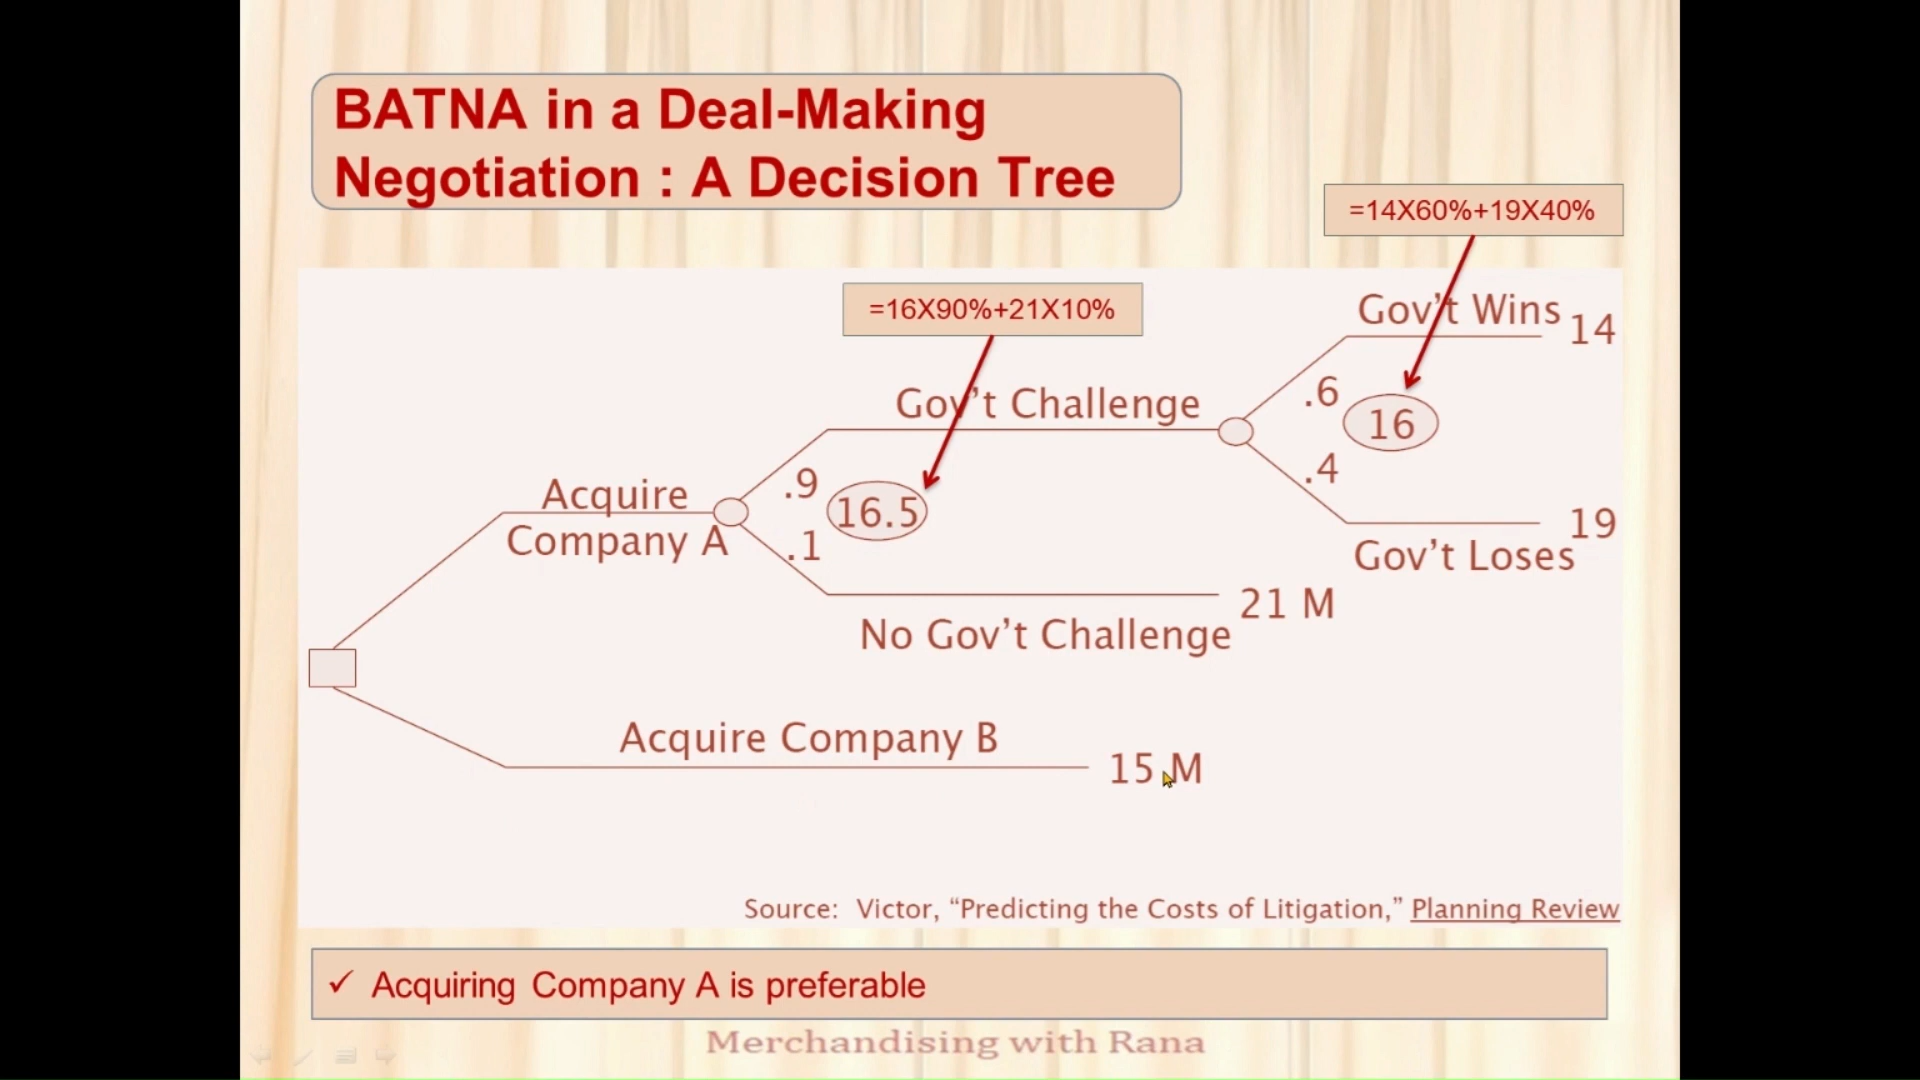 BATNA in a Deal-Making
Negotiation : A Decision Tree
=14X60%+19X40%
=16X90%+21X10%
Gov't Wins 14
Gov't Challenge
.6
16
.4
Acquire
Company A
.9
16.5
.1
19
Gov't Loses
21 M
No Gov't Challenge
Acquire Company B
15 M
Source: Victor, “Predicting the Costs of Litigation,” Planning Review
✓ Acquiring Company A is preferable
Merchandising with Rana